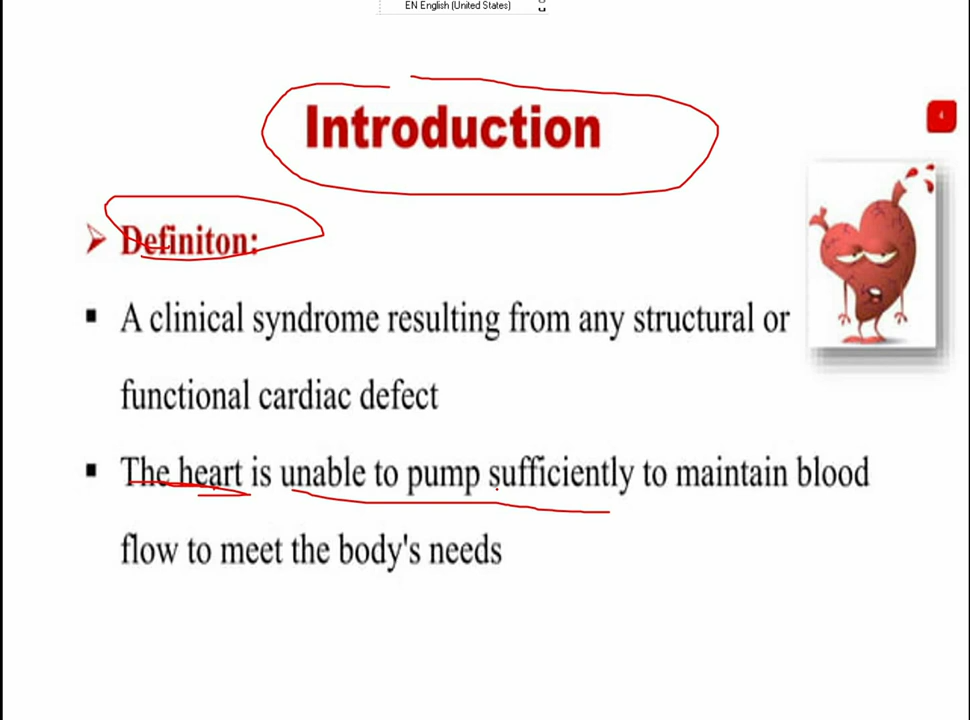 EN English (United States)
Introduction
4
➢ Definiton:
▪ A clinical syndrome resulting from any structural or
functional cardiac defect
▪ The heart is unable to pump sufficiently to maintain blood
flow to meet the body's needs